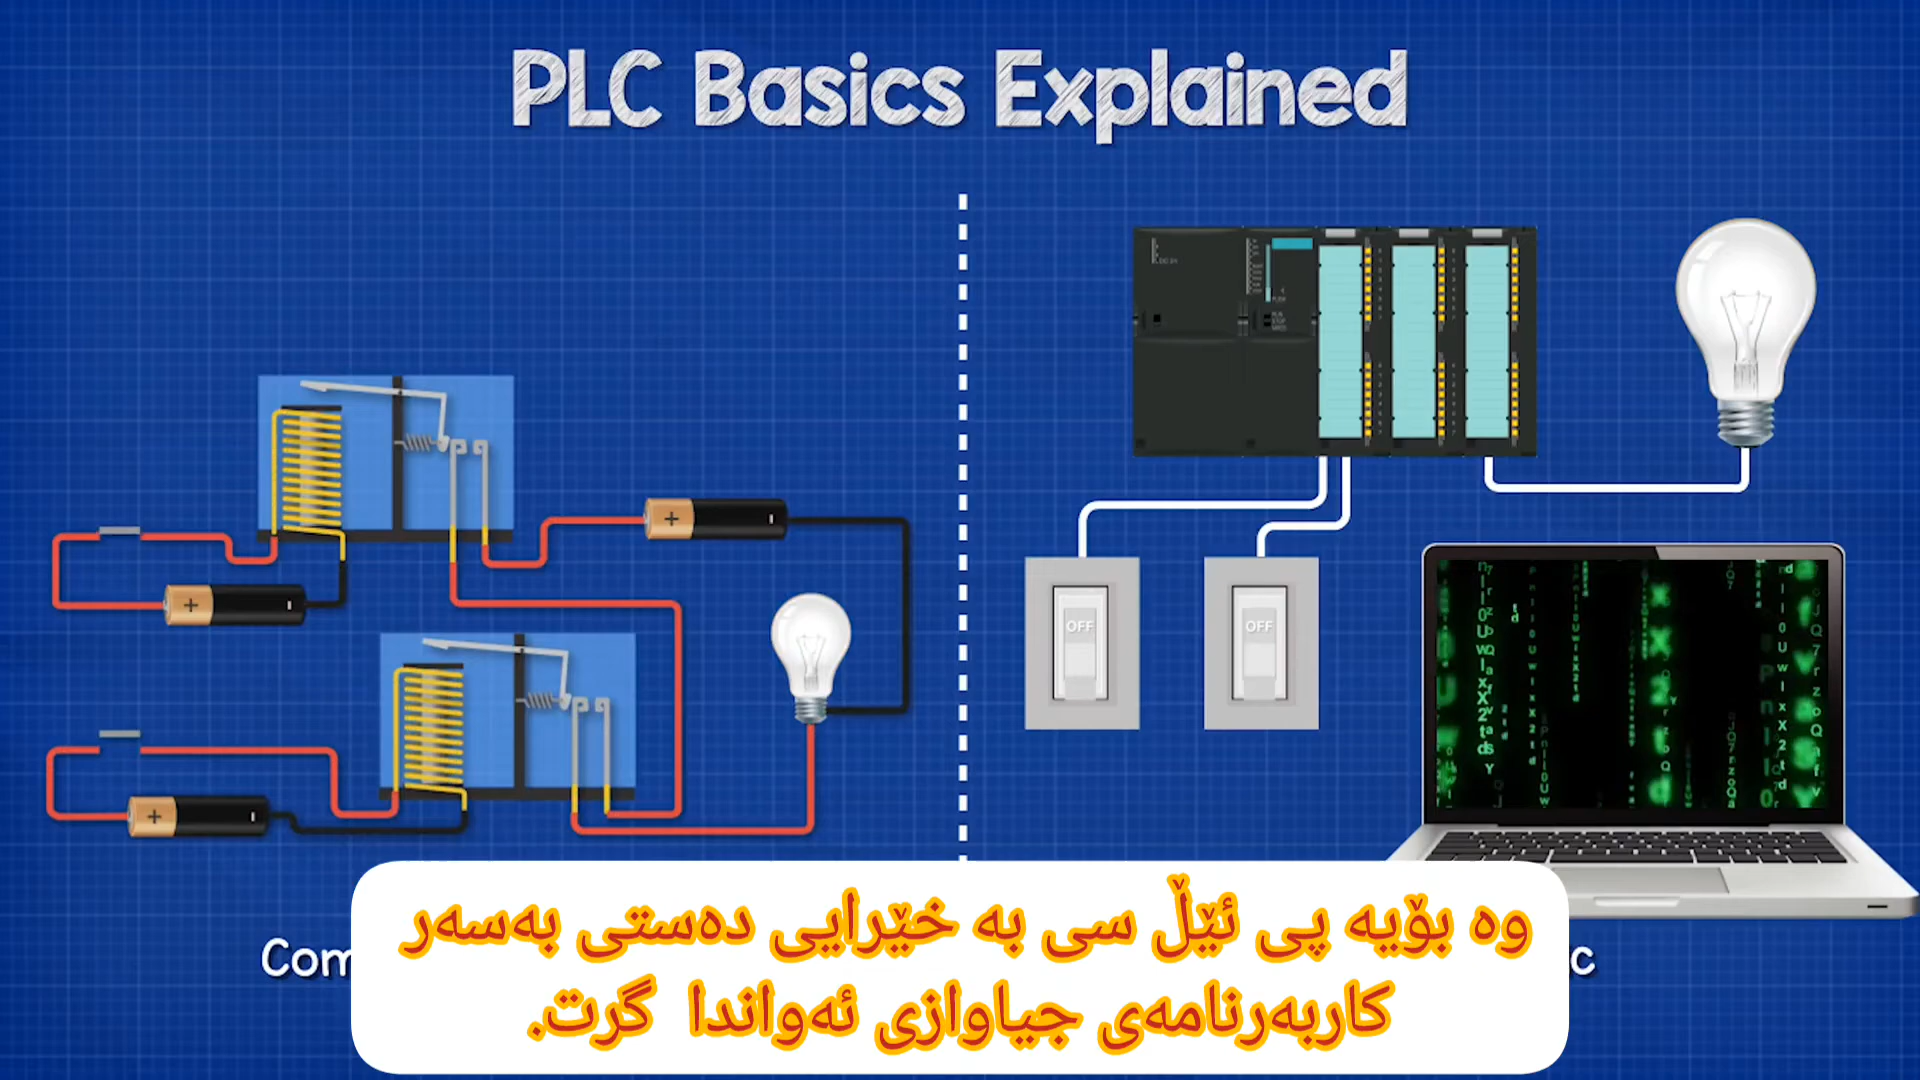 PLC Basics Explained
OFF
OFF
وە بۆیە پی ئێڵ سی بە خێرایی دەستی بەسەر
کاربەرنامەی جیاوازی ئەواندا گرت.